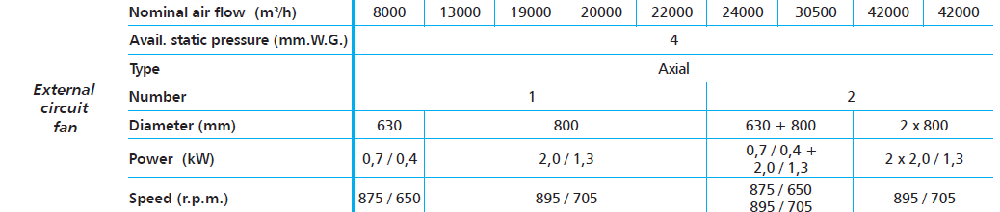 External
circuit
fan
Nominal air flow (m³/h) 8000 13000 19000 20000 22000 24000 30500 42000 42000
Avail. static pressure (mm.W.G.) 4
Type Axial
Number 1 2
Diameter (mm) 630 800 630 + 800 2 x 800
Power (kW) 0,7 / 0,4 2,0 / 1,3 0,7 / 0,4 + 2 x 2,0 / 1,3
2,0 / 1,3
Speed (r.p.m.) 875 / 650 895 / 705 875 / 650 895 / 705
895 / 705